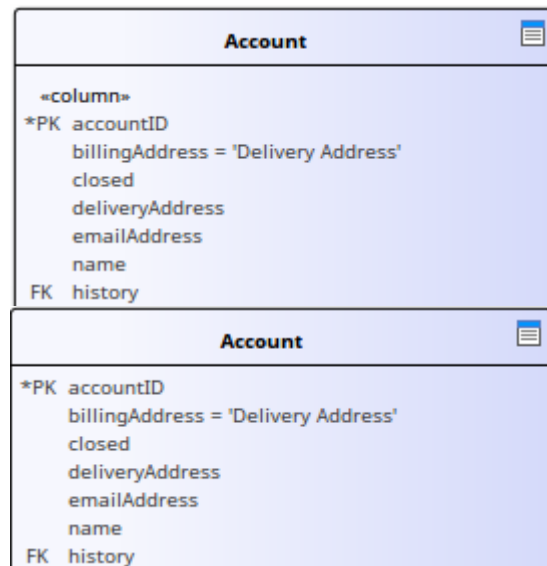 Account
«column»
*PK accountID
billingAddress = 'Delivery Address'
closed
deliveryAddress
emailAddress
name
FK history
Account
*PK accountID
billingAddress = 'Delivery Address'
closed
deliveryAddress
emailAddress
name
FK history